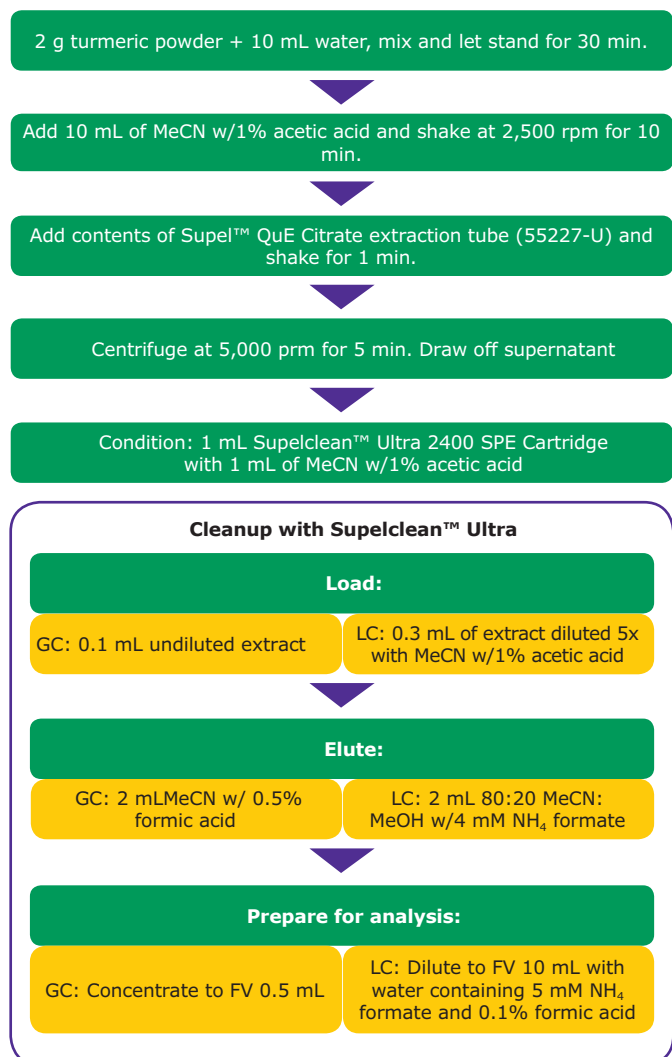 2 g turmeric powder + 10 mL water, mix and let stand for 30 min.
Add 10 mL of MeCN w/1% acetic acid and shake at 2,500 rpm for 10
min.
Add contents of Supel™ QuE Citrate extraction tube (55227-U) and
shake for 1 min.
Centrifuge at 5,000 prm for 5 min. Draw off supernatant
Condition: 1 mL Supelclean™ Ultra 2400 SPE Cartridge
with 1 mL of MeCN w/1% acetic acid
Cleanup with Supelclean™ Ultra
Load:
GC: 0.1 mL undiluted extract
LC: 0.3 mL of extract diluted 5x
with MeCN w/1% acetic acid
Elute:
GC: 2 mLMeCN w/ 0.5%
formic acid
LC: 2 mL 80:20 MeCN:
MeOH w/4 mM NH₄ formate
Prepare for analysis:
GC: Concentrate to FV 0.5 mL
LC: Dilute to FV 10 mL with
water containing 5 mM NH₄
formate and 0.1% formic acid